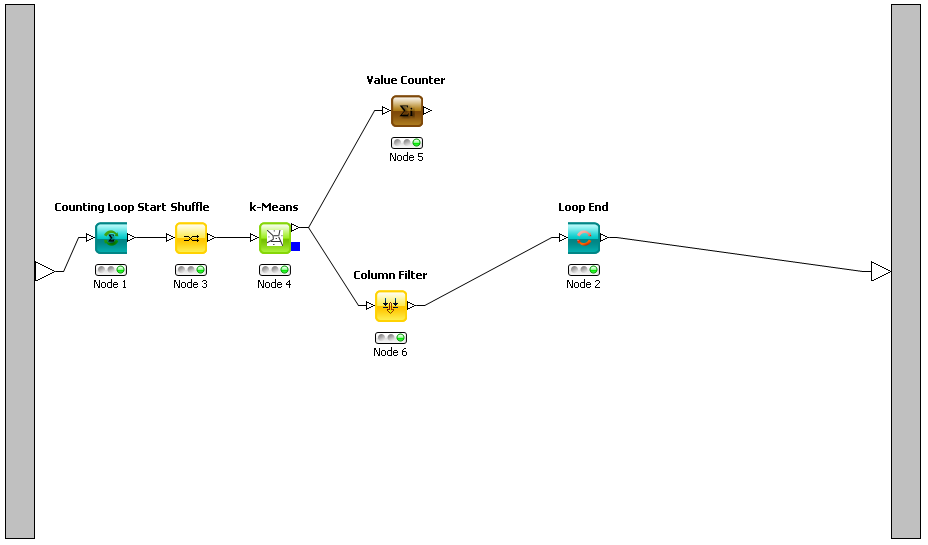 Value Counter
Σi
Node 5
Counting Loop Start
Shuffle
k-Means
Loop End
Node 1
Node 3
Node 4
Node 2
Column Filter
Node 6